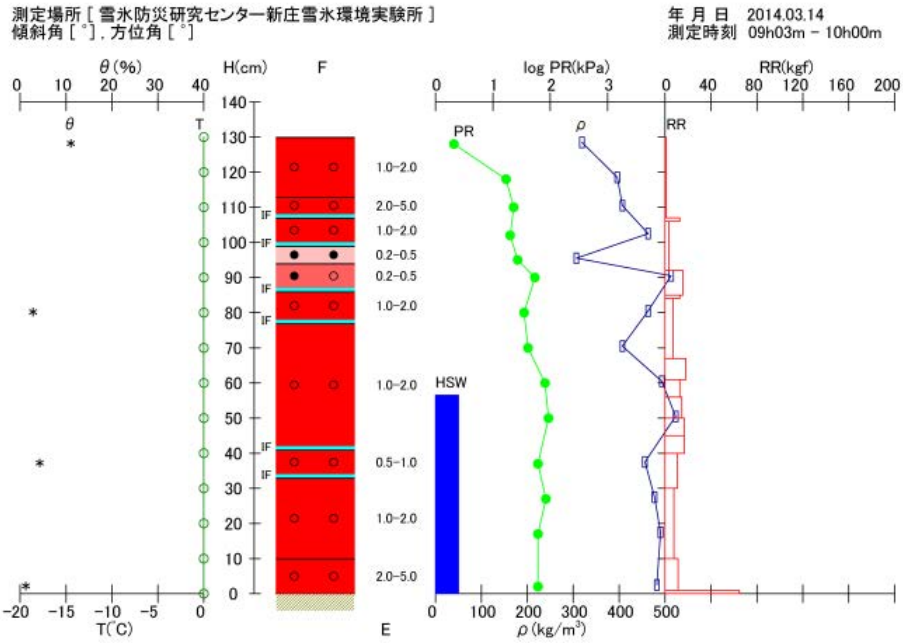 測定場所 [ 雪氷防災研究センター新庄雪氷環境実験所 ]
傾斜角 [ ° ] . 方位角 [ ° ]
年 月 日 2014.03.14
測定時刻 09h03m - 10h00m
θ (%) H(cm) F log PR(kPa) RR(kgf)
0 10 20 30 40
0 1 2 3 4
0 40 80 120 160 200
θ T PR ρ RR
140
130
120 1.0-2.0
110 2.0-5.0
IF
100 1.0-2.0
IF
0.2-0.5
90 0.2-0.5
IF
80 1.0-2.0
IF
70
60 1.0-2.0
HSW
50
40
IF
0.5-1.0
IF
30
20 1.0-2.0
10
2.0-5.0
0
-20 -15 -10 -5 0
0 100 200 300 400 500
T(℃) E ρ (kg/m³)